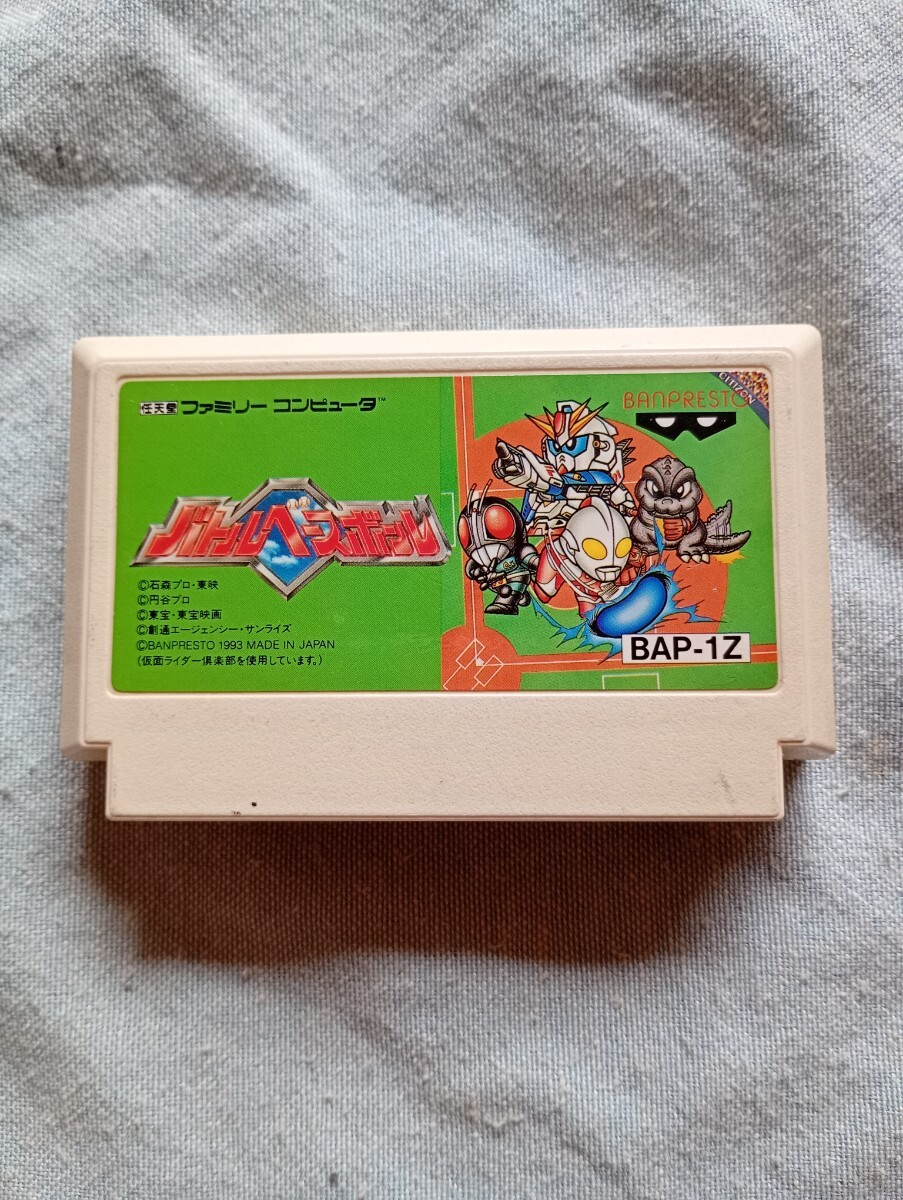 任天堂 ファミリー コンピュータ™
BANPRESTO
CITIZEN
バトルベースボール
©石森プロ・東映
©円谷プロ
©東宝・東宝映画
©創通エージェンシー・サンライズ
©BANPRESTO 1993 MADE IN JAPAN
(仮面ライダー倶楽部を使用しています。)
BAP-1Z